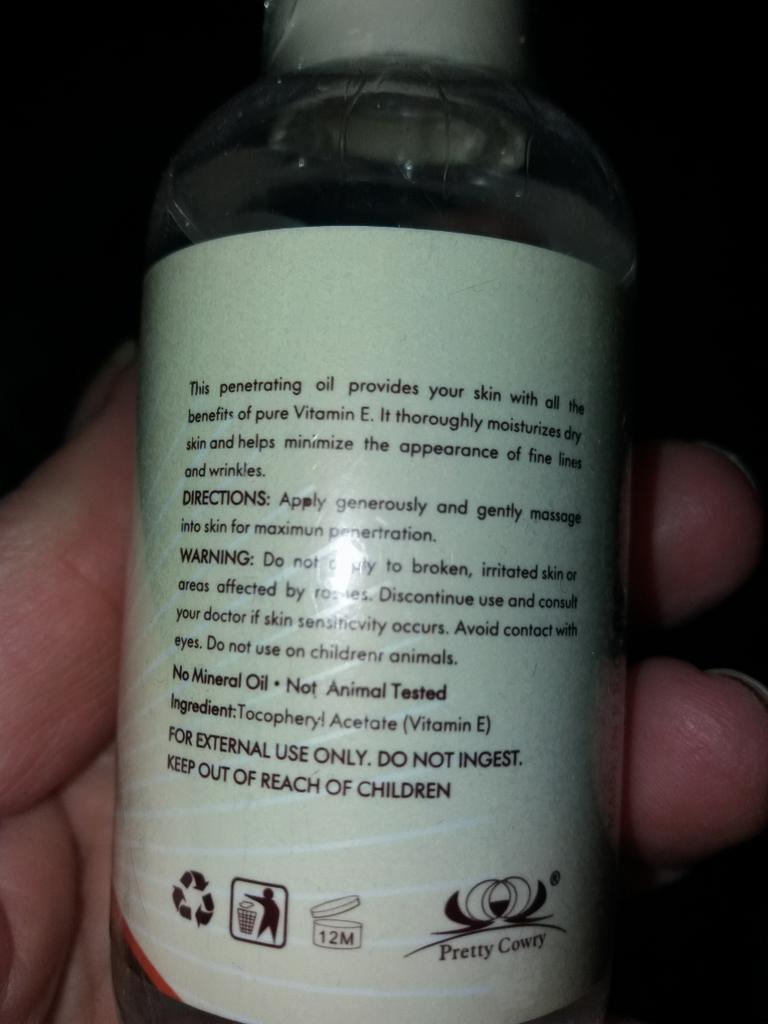 This penetrating oil provides your skin with all the
benefits of pure Vitamin E. It thoroughly moisturizes dry
skin and helps minimize the appearance of fine lines
and wrinkles.
DIRECTIONS: Apply generously and gently massage
into skin for maximun penertration.
WARNING: Do not to broken, irritated skin or
areas affected by Discontinue use and consult
your doctor if skin sensiticvity occurs. Avoid contact with
eyes. Do not use on childrenr animals.
No Mineral Oil • Not Animal Tested
Ingredient:Tocopheryl Acetate (Vitamin E)
FOR EXTERNAL USE ONLY. DO NOT INGEST.
KEEP OUT OF REACH OF CHILDREN
12M
Pretty Cowry ®